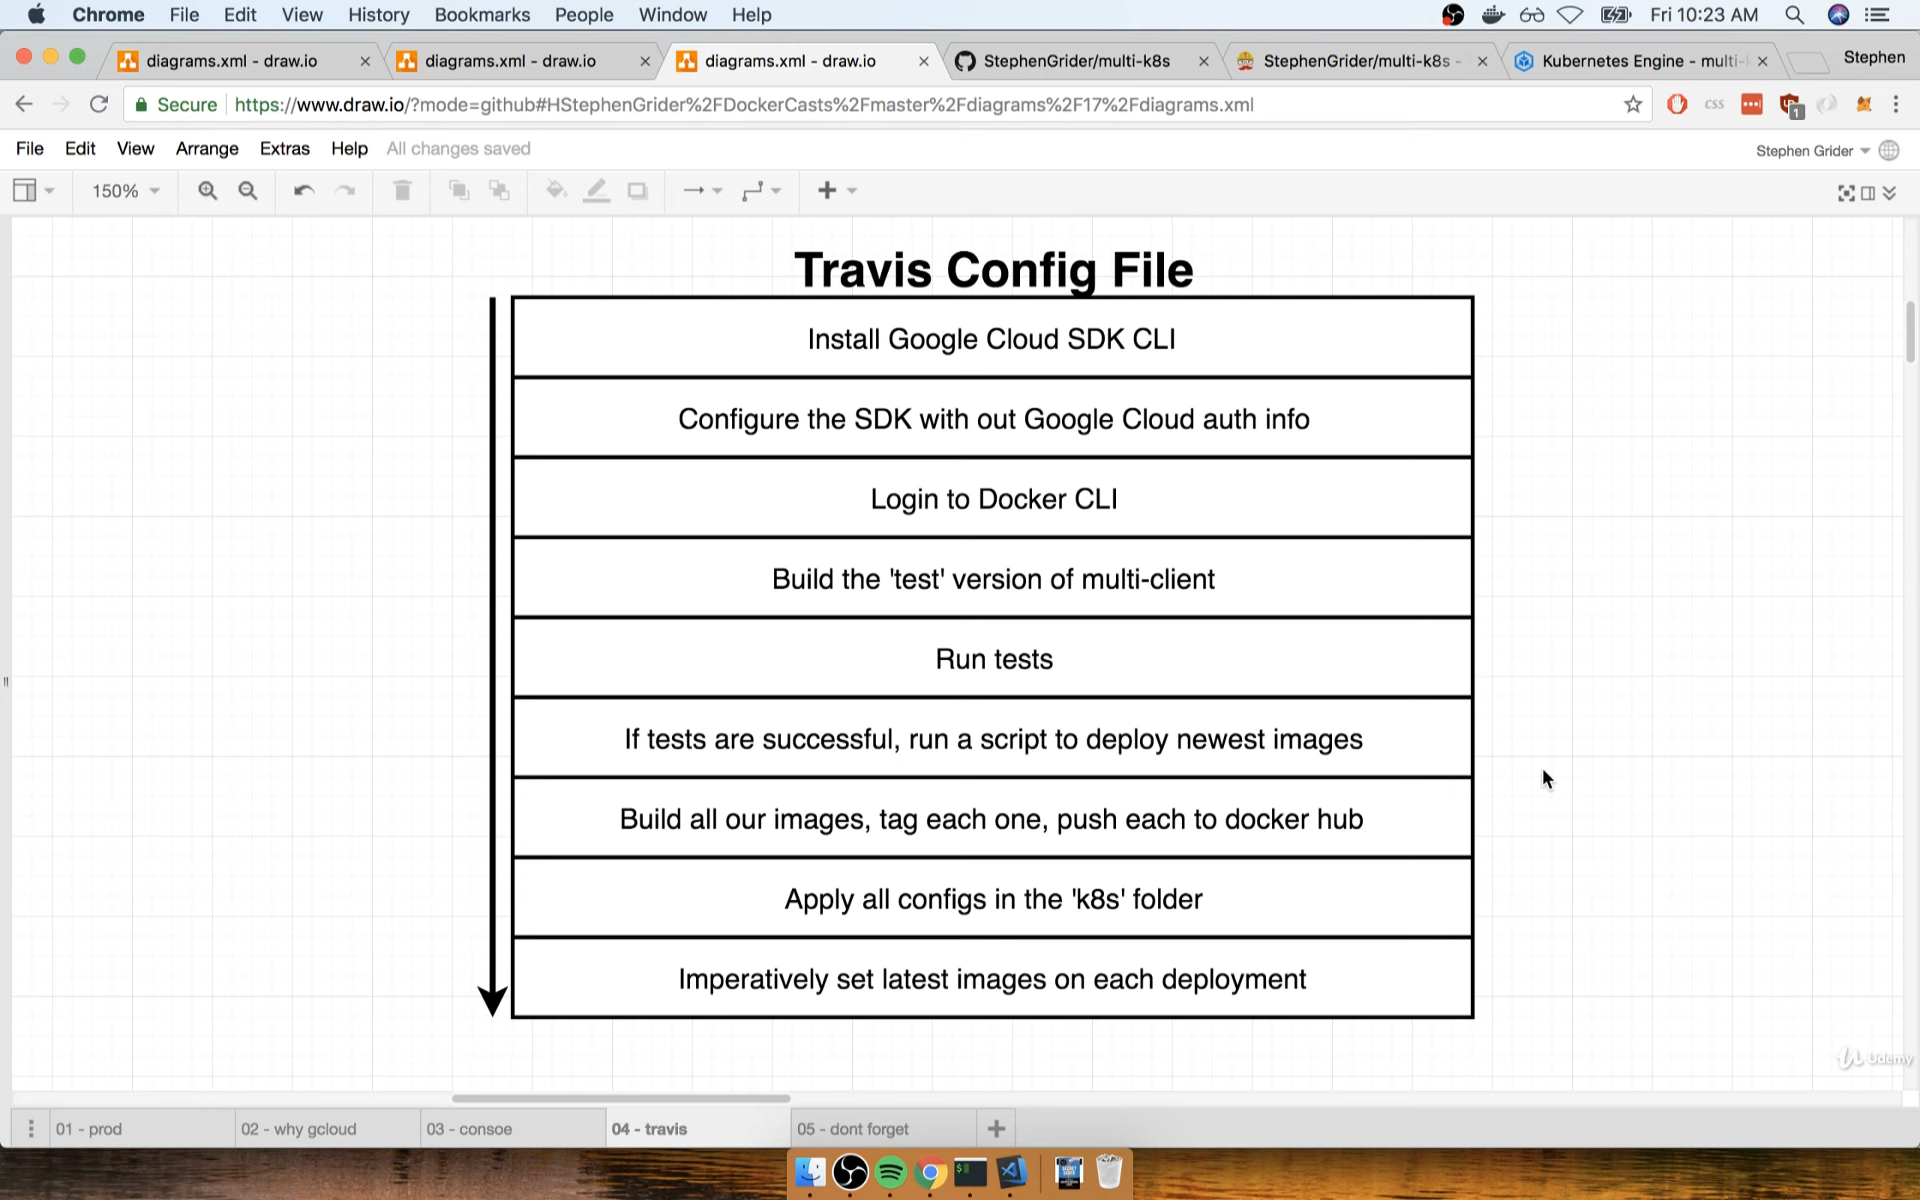 Chrome File Edit View History Bookmarks People Window Help Fri 10:23 AM
diagrams.xml - draw.io diagrams.xml - draw.io diagrams.xml - draw.io StephenGrider/multi-k8s StephenGrider/multi-k8s - Kubernetes Engine - multi- Stephen
Secure https://www.draw.io/?mode=github#HStephenGrider%2FDockerCasts%2Fmaster%2Fdiagrams%2F17%2Fdiagrams.xml CSS 1
File Edit View Arrange Extras Help All changes saved Stephen Grider
150%
Travis Config File
Install Google Cloud SDK CLI
Configure the SDK with out Google Cloud auth info
Login to Docker CLI
Build the 'test' version of multi-client
Run tests
If tests are successful, run a script to deploy newest images
Build all our images, tag each one, push each to docker hub
Apply all configs in the 'k8s' folder
Imperatively set latest images on each deployment
Udemy
01 - prod 02 - why gcloud 03 - consoe 04 - travis 05 - dont forget